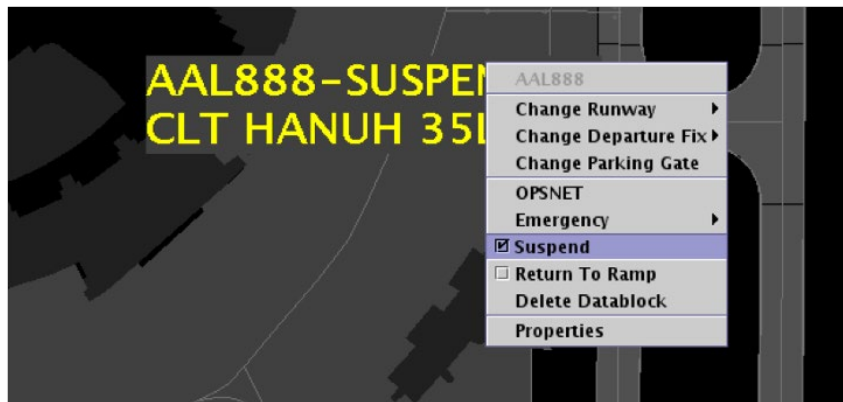 AAL888-SUSPEN
CLT HANUH 35L
AAL888
Change Runway
Change Departure Fix
Change Parking Gate
OPSNET
Emergency
Suspend
Return To Ramp
Delete Datablock
Properties